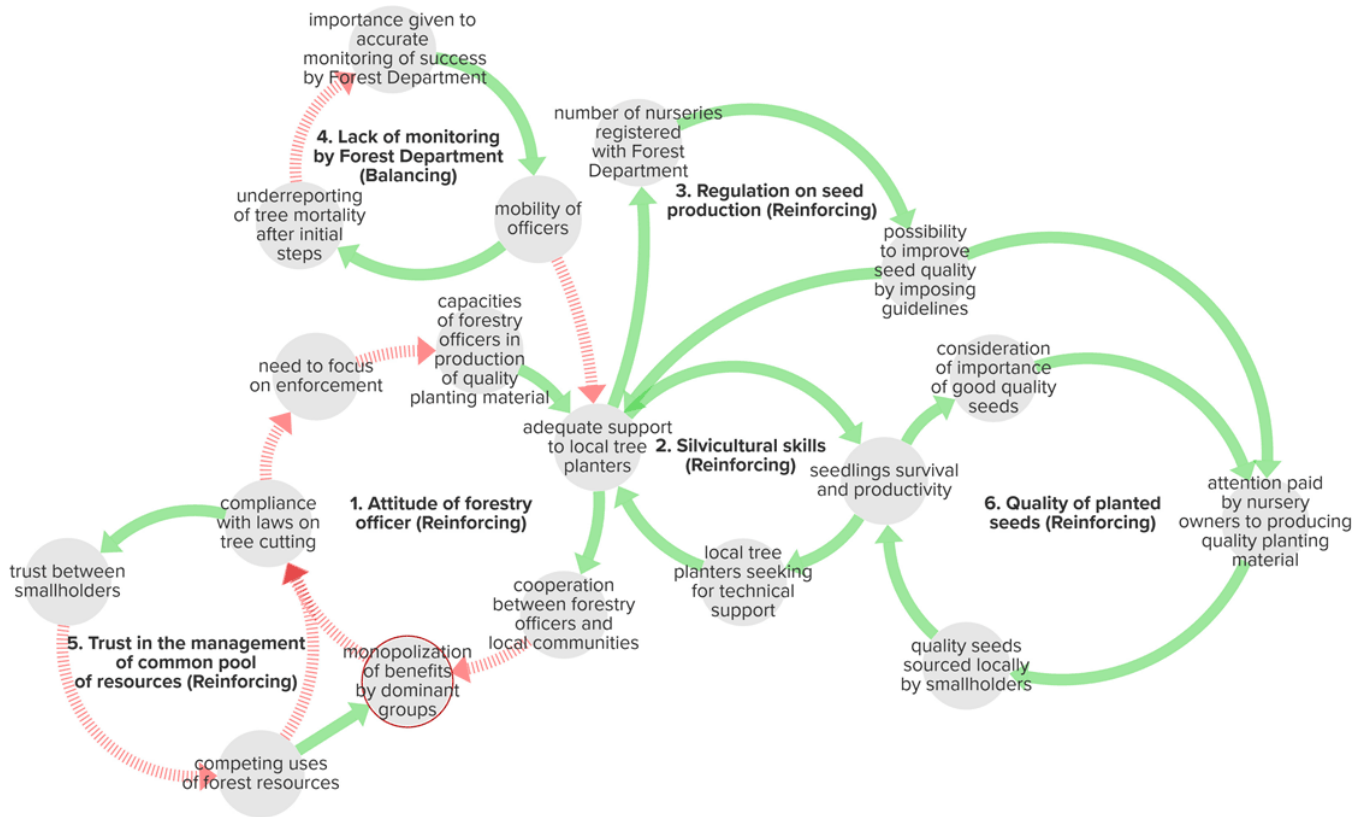 importance given to
accurate
monitoring of success
by Forest Department
4. Lack of monitoring
by Forest Department
(Balancing)
underreporting
of tree mortality
after initial
steps
mobility of
officers
number of nurseries
registered
with Forest
Department
3. Regulation on seed
production (Reinforcing)
possibility
to improve
seed quality
by imposing
guidelines
capacities
of forestry
officers in
production
of quality
planting material
need to focus
on enforcement
consideration
of importance
of good quality
seeds
adequate support
to local tree
planters
2. Silvicultural skills
(Reinforcing)
seedlings survival
and productivity
6. Quality of planted
seeds (Reinforcing)
attention paid
by nursery
owners to producing
quality planting
material
compliance
with laws on
tree cutting
1. Attitude of forestry
officer (Reinforcing)
trust between
smallholders
local tree
planters seeking
for technical
support
cooperation
between forestry
officers and
local communities
5. Trust in the management
of common pool
of resources (Reinforcing)
monopolization
of benefits
by dominant
groups
quality seeds
sourced locally
by smallholders
competing uses
of forest resources